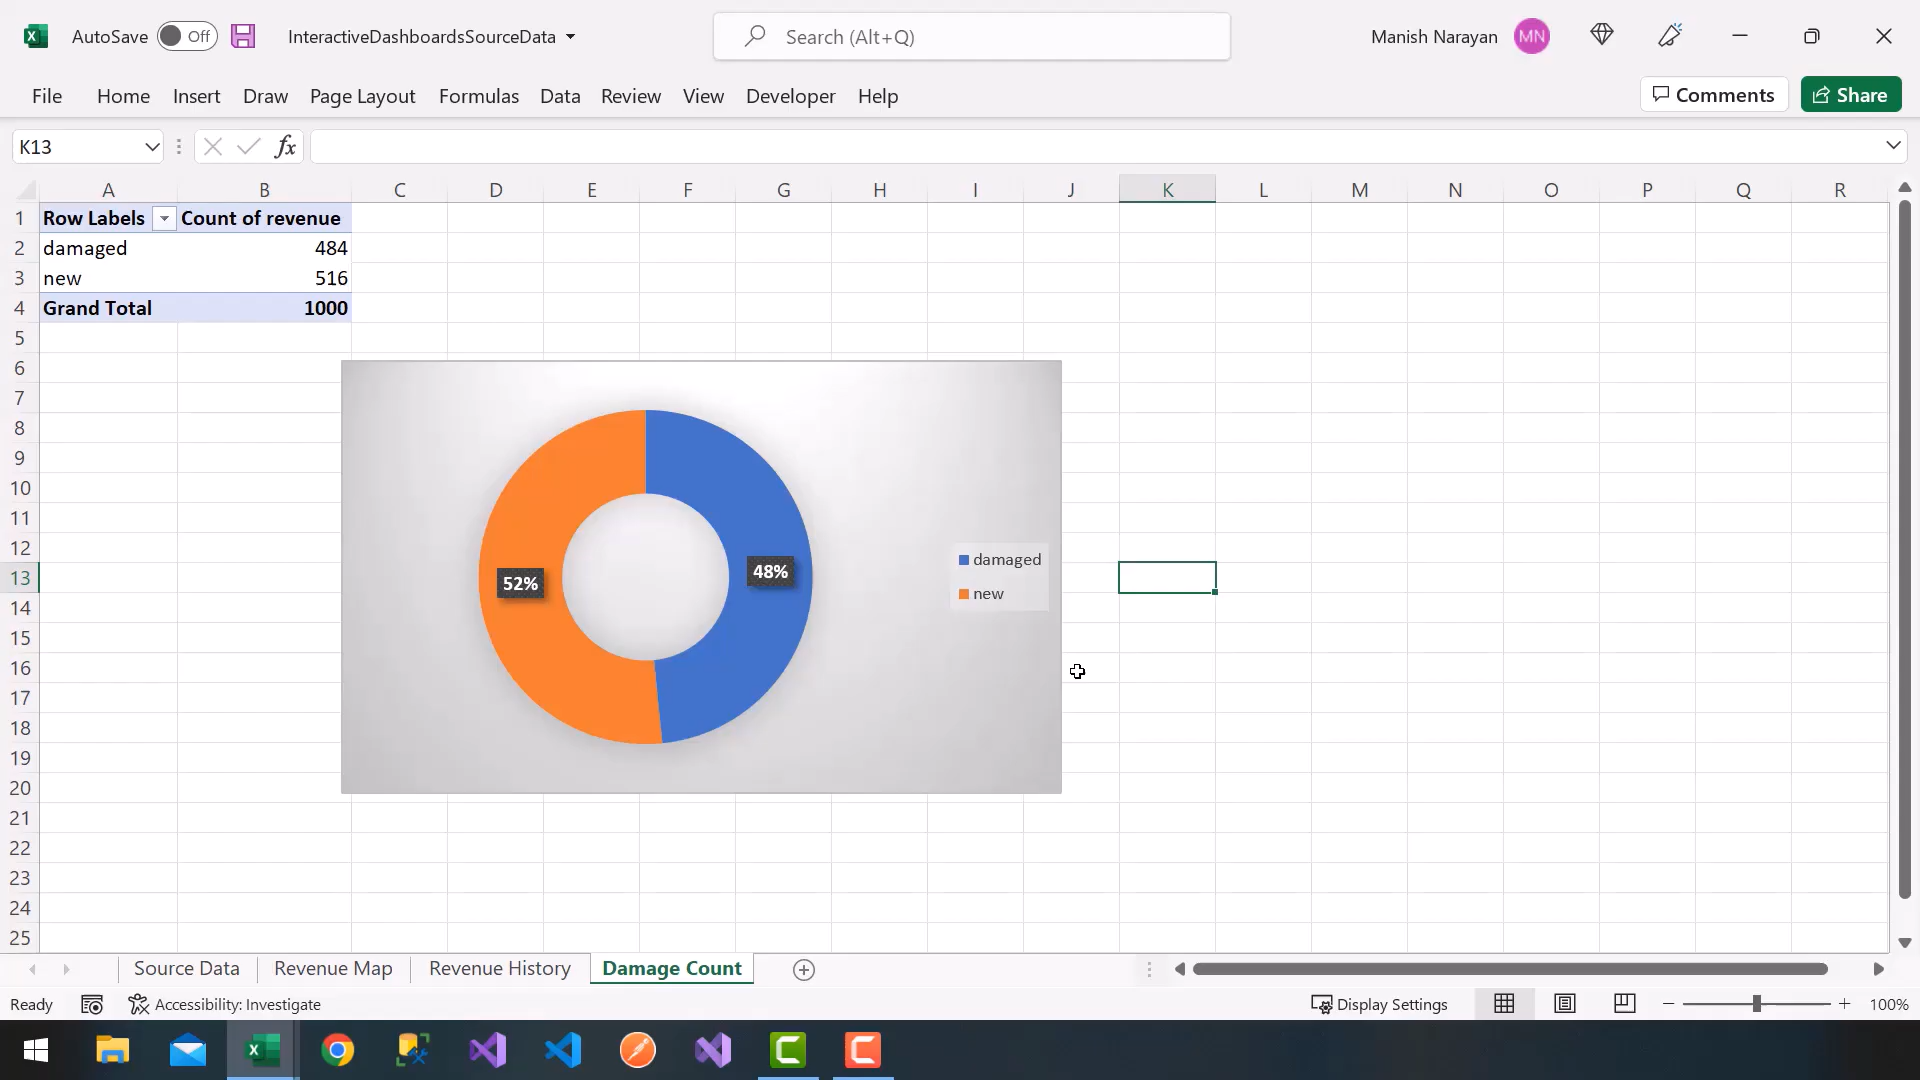 AutoSave Off InteractiveDashboardsSourceData Search (Alt+Q) Manish Narayan MN
File Home Insert Draw Page Layout Formulas Data Review View Developer Help Comments Share
K13 fx
A B C D E F G H I J K L M N O P Q R
1 Row Labels Count of revenue
2 damaged 484
3 new 516
4 Grand Total 1000
5
6
7
8
9
10
11
12 damaged
13 52% 48%
new
14
15
16
17
18
19
20
21
22
23
24
25
Source Data Revenue Map Revenue History Damage Count
Ready Accessibility: Investigate Display Settings 100%